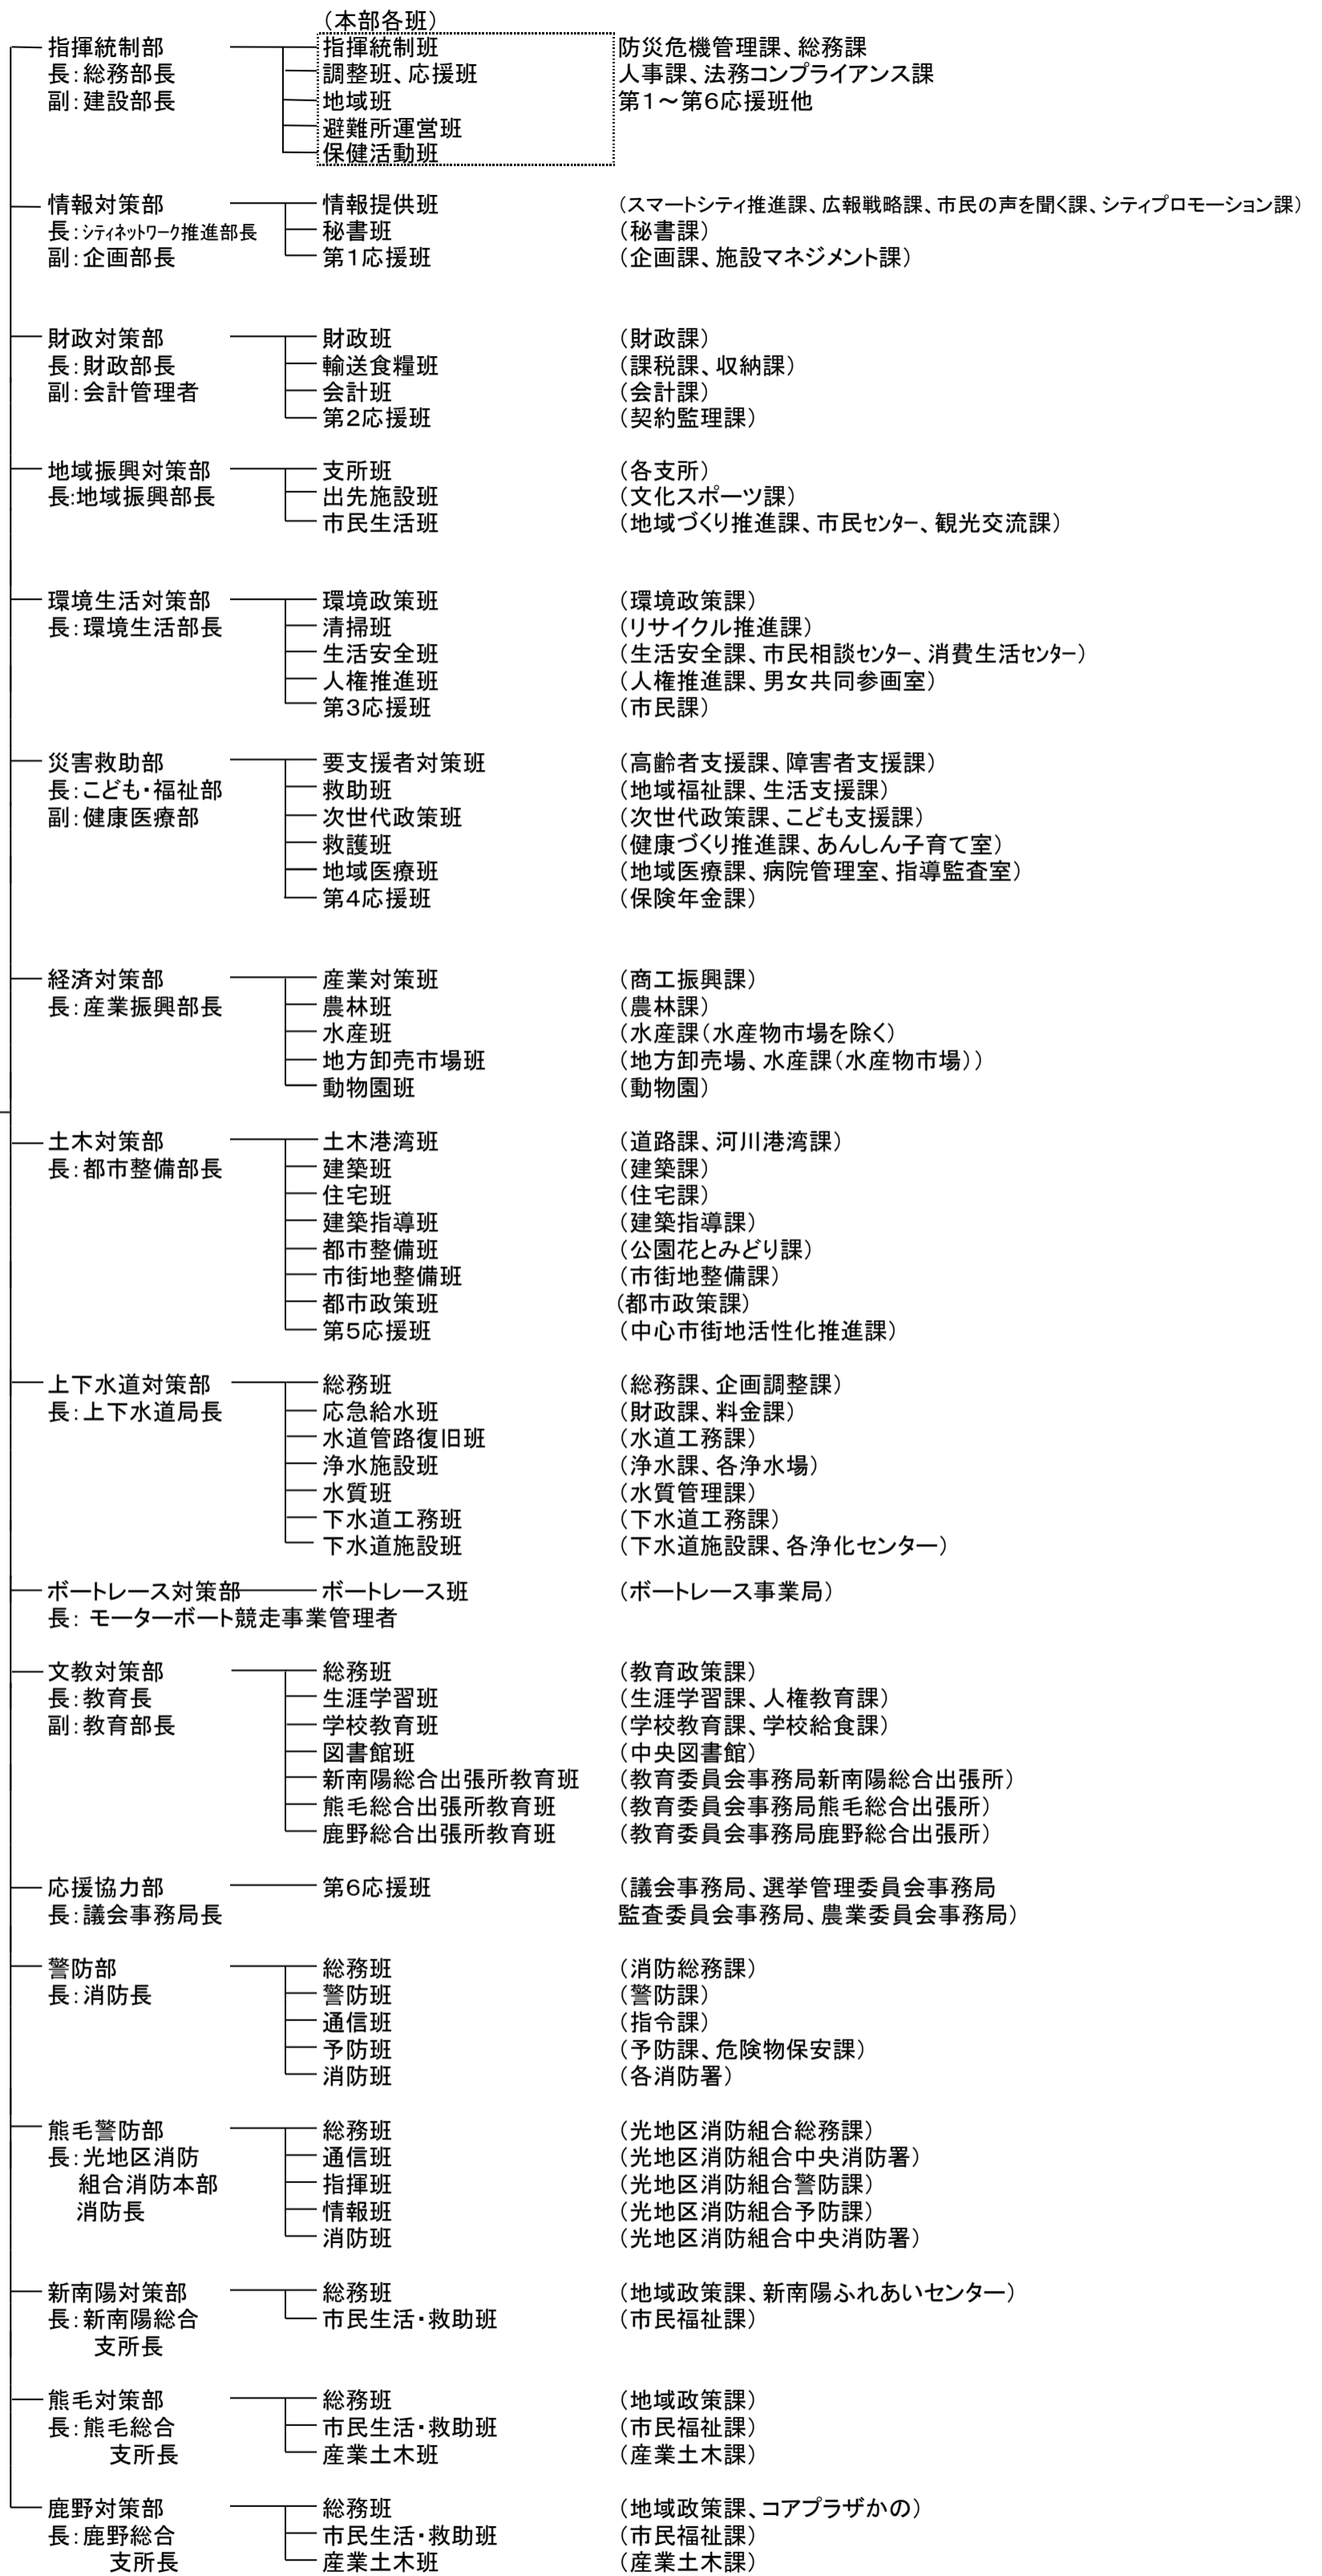 （本部各班）
指揮統制部 指揮統制班 防災危機管理課、総務課
長：総務部長 調整班、応援班 人事課、法務コンプライアンス課
副：建設部長 地域班 第１～第６応援班他
避難所運営班
保健活動班
情報対策部 情報提供班 （スマートシティ推進課、広報戦略課、市民の声を聞く課、シティプロモーション課）
長：シティネットワーク推進部長 秘書班 （秘書課）
副：企画部長 第１応援班 （企画課、施設マネジメント課）
財政対策部 財政班 （財政課）
長：財政部長 輸送食糧班 （課税課、収納課）
副：会計管理者 会計班 （会計課）
第２応援班 （契約監理課）
地域振興対策部 支所班 （各支所）
長：地域振興部長 出先施設班 （文化スポーツ課）
市民生活班 （地域づくり推進課、市民センター、観光交流課）
環境生活対策部 環境政策班 （環境政策課）
長：環境生活部長 清掃班 （リサイクル推進課）
生活安全班 （生活安全課、市民相談センター、消費生活センター）
人権推進班 （人権推進課、男女共同参画室）
第３応援班 （市民課）
災害救助部 要支援者対策班 （高齢者支援課、障害者支援課）
長：こども・福祉部 救助班 （地域福祉課、生活支援課）
副：健康医療部 次世代政策班 （次世代政策課、こども支援課）
救護班 （健康づくり推進課、あんしん子育て室）
地域医療班 （地域医療課、病院管理室、指導監査室）
第４応援班 （保険年金課）
経済対策部 産業対策班 （商工振興課）
長：産業振興部長 農林班 （農林課）
水産班 （水産課（水産物市場を除く）
地方卸売市場班 （地方卸売場、水産課（水産物市場））
動物園班 （動物園）
土木対策部 土木港湾班 （道路課、河川港湾課）
長：都市整備部長 建築班 （建築課）
住宅班 （住宅課）
建築指導班 （建築指導課）
都市整備班 （公園花とみどり課）
市街地整備班 （市街地整備課）
都市政策班 （都市政策課）
第５応援班 （中心市街地活性化推進課）
上下水道対策部 総務班 （総務課、企画調整課）
長：上下水道局長 応急給水班 （財政課、料金課）
水道管路復旧班 （水道工務課）
浄水施設班 （浄水課、各浄水場）
水質班 （水質管理課）
下水道工務班 （下水道工務課）
下水道施設班 （下水道施設課、各浄化センター）
ボートレース対策部 ボートレース班 （ボートレース事業局）
長： モーターボート競走事業管理者
文教対策部 総務班 （教育政策課）
長：教育長 生涯学習班 （生涯学習課、人権教育課）
副：教育部長 学校教育班 （学校教育課、学校給食課）
図書館班 （中央図書館）
新南陽総合出張所教育班 （教育委員会事務局新南陽総合出張所）
熊毛総合出張所教育班 （教育委員会事務局熊毛総合出張所）
鹿野総合出張所教育班 （教育委員会事務局鹿野総合出張所）
応援協力部 第６応援班 （議会事務局、選挙管理委員会事務局
長：議会事務局長 監査委員会事務局、農業委員会事務局）
警防部 総務班 （消防総務課）
長：消防長 警防班 （警防課）
通信班 （指令課）
予防班 （予防課、危険物保安課）
消防班 （各消防署）
熊毛警防部 総務班 （光地区消防組合総務課）
長：光地区消防 通信班 （光地区消防組合中央消防署）
組合消防本部 指揮班 （光地区消防組合警防課）
消防長 情報班 （光地区消防組合予防課）
消防班 （光地区消防組合中央消防署）
新南陽対策部 総務班 （地域政策課、新南陽ふれあいセンター）
長：新南陽総合 市民生活・救助班 （市民福祉課）
支所長
熊毛対策部 総務班 （地域政策課）
長：熊毛総合 市民生活・救助班 （市民福祉課）
支所長 産業土木班 （産業土木課）
鹿野対策部 総務班 （地域政策課、コアプラザかの）
長：鹿野総合 市民生活・救助班 （市民福祉課）
支所長 産業土木班 （産業土木課）